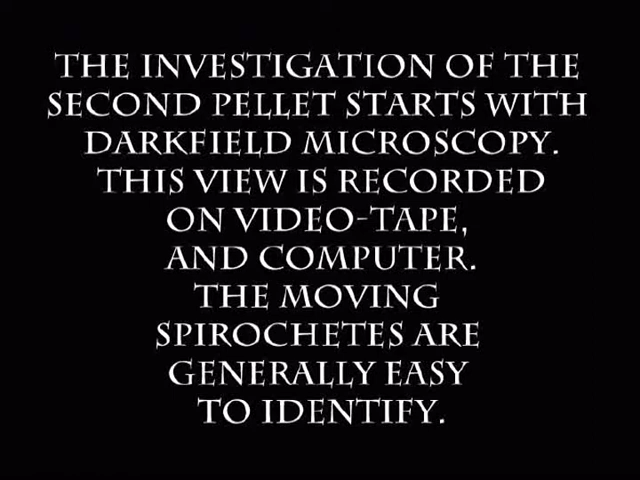 THE INVESTIGATION OF THE
SECOND PELLET STARTS WITH
DARKFIELD MICROSCOPY.
THIS VIEW IS RECORDED
ON VIDEO-TAPE,
AND COMPUTER.
THE MOVING
SPIROCHETES ARE
GENERALLY EASY
TO IDENTIFY.